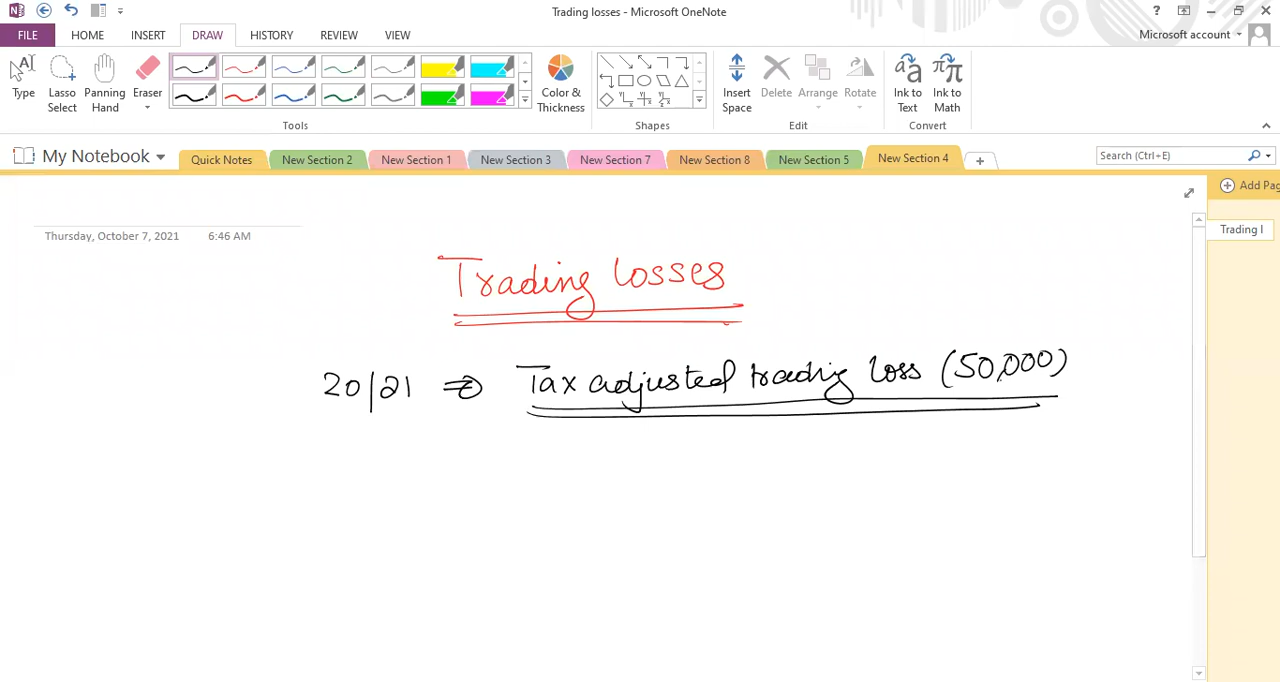 Trading losses - Microsoft OneNote
?
FILE HOME INSERT DRAW HISTORY REVIEW VIEW
Microsoft account
Type
Lasso Select
Panning Hand
Eraser
Color & Thickness
Insert Space
Delete
Arrange
Rotate
Ink to Text
Ink to Math
Tools Shapes Edit Convert
My Notebook Quick Notes New Section 2 New Section 1 New Section 3 New Section 7 New Section 8 New Section 5 New Section 4
Search (Ctrl+E)
Add Pag
Trading l
Thursday, October 7, 2021 6:46 AM
Trading losses
20/21 ⇒ Tax adjusted trading loss (50,000)